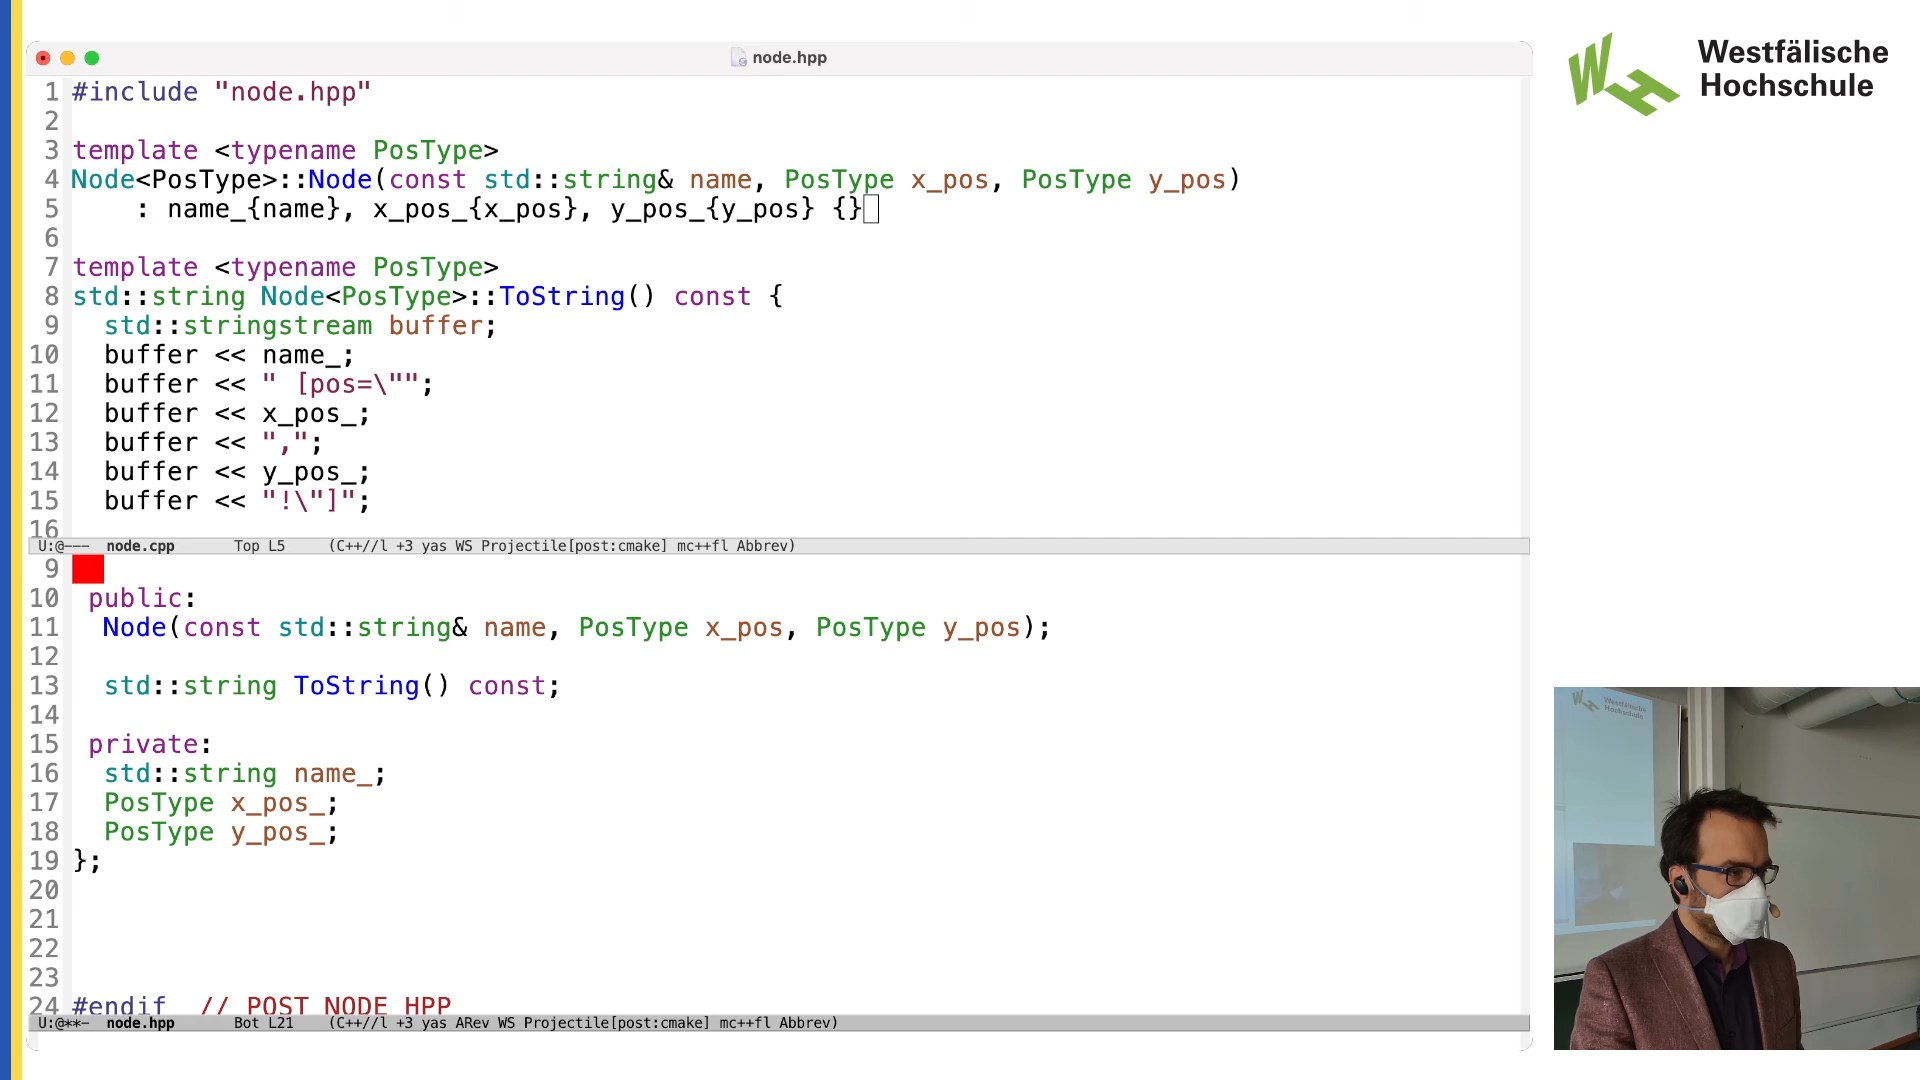 node.hpp
Westfälische
Hochschule
1 #include "node.hpp"
2
3 template <typename PosType>
4 Node<PosType>::Node(const std::string& name, PosType x_pos, PosType y_pos)
5     : name_{name}, x_pos_{x_pos}, y_pos_{y_pos} {}
6
7 template <typename PosType>
8 std::string Node<PosType>::ToString() const {
9   std::stringstream buffer;
10   buffer << name_;
11   buffer << " [pos=\"";
12   buffer << x_pos_;
13   buffer << ",";
14   buffer << y_pos_;
15   buffer << "!\"]";
16
U:@--- node.cpp Top L5 (C++//l +3 yas WS Projectile[post:cmake] mc++fl Abbrev)
9
10  public:
11   Node(const std::string& name, PosType x_pos, PosType y_pos);
12
13   std::string ToString() const;
14
15  private:
16   std::string name_;
17   PosType x_pos_;
18   PosType y_pos_;
19 };
20
21
22
23
24 #endif  // POST_NODE_HPP
U:@**- node.hpp Bot L21 (C++//l +3 yas ARev WS Projectile[post:cmake] mc++fl Abbrev)
Westfälische
Hochschule